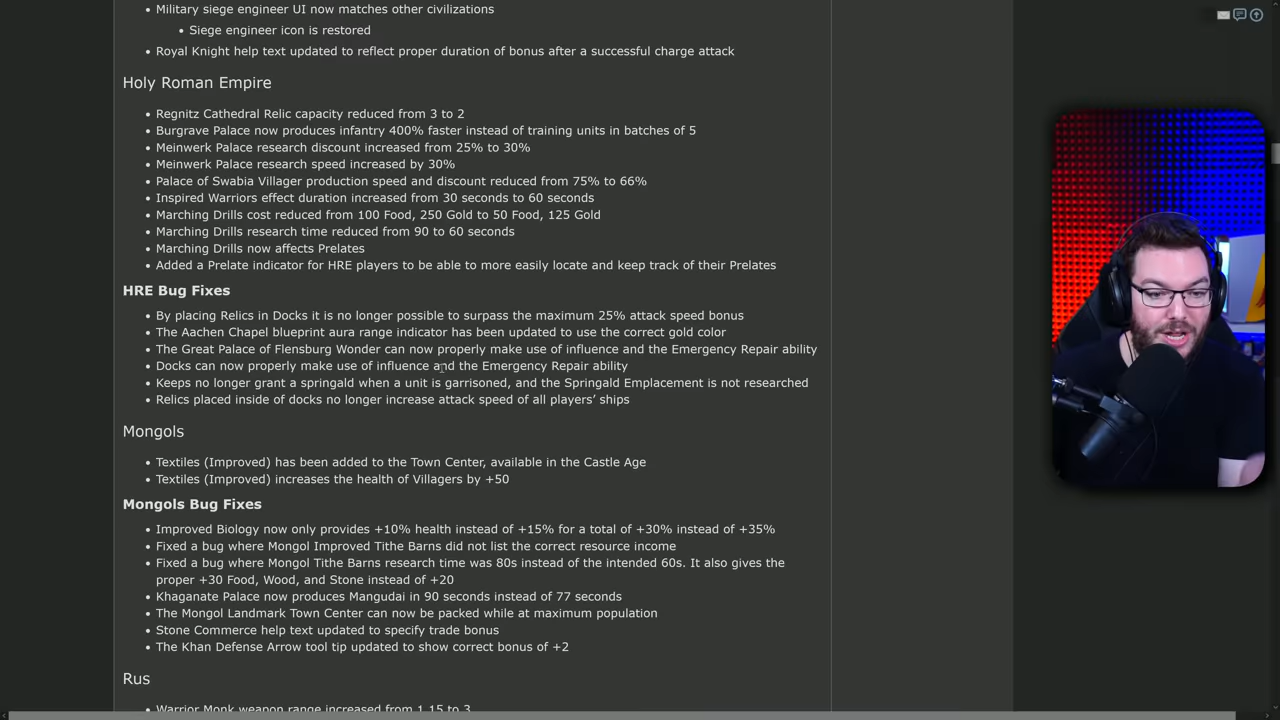 Military siege engineer UI now matches other civilizations
Siege engineer icon is restored
Royal Knight help text updated to reflect proper duration of bonus after a successful charge attack
Holy Roman Empire
Regnitz Cathedral Relic capacity reduced from 3 to 2
Burgrave Palace now produces infantry 400% faster instead of training units in batches of 5
Meinwerk Palace research discount increased from 25% to 30%
Meinwerk Palace research speed increased by 30%
Palace of Swabia Villager production speed and discount reduced from 75% to 66%
Inspired Warriors effect duration increased from 30 seconds to 60 seconds
Marching Drills cost reduced from 100 Food, 250 Gold to 50 Food, 125 Gold
Marching Drills research time reduced from 90 to 60 seconds
Marching Drills now affects Prelates
Added a Prelate indicator for HRE players to be able to more easily locate and keep track of their Prelates
HRE Bug Fixes
By placing Relics in Docks it is no longer possible to surpass the maximum 25% attack speed bonus
The Aachen Chapel blueprint aura range indicator has been updated to use the correct gold color
The Great Palace of Flensburg Wonder can now properly make use of influence and the Emergency Repair ability
Docks can now properly make use of influence and the Emergency Repair ability
Keeps no longer grant a springald when a unit is garrisoned, and the Springald Emplacement is not researched
Relics placed inside of docks no longer increase attack speed of all players’ ships
Mongols
Textiles (Improved) has been added to the Town Center, available in the Castle Age
Textiles (Improved) increases the health of Villagers by +50
Mongols Bug Fixes
Improved Biology now only provides +10% health instead of +15% for a total of +30% instead of +35%
Fixed a bug where Mongol Improved Tithe Barns did not list the correct resource income
Fixed a bug where Mongol Tithe Barns research time was 80s instead of the intended 60s. It also gives the
proper +30 Food, Wood, and Stone instead of +20
Khaganate Palace now produces Mangudai in 90 seconds instead of 77 seconds
The Mongol Landmark Town Center can now be packed while at maximum population
Stone Commerce help text updated to specify trade bonus
The Khan Defense Arrow tool tip updated to show correct bonus of +2
Rus
Warrior Monk weapon range increased from 1.15 to 3